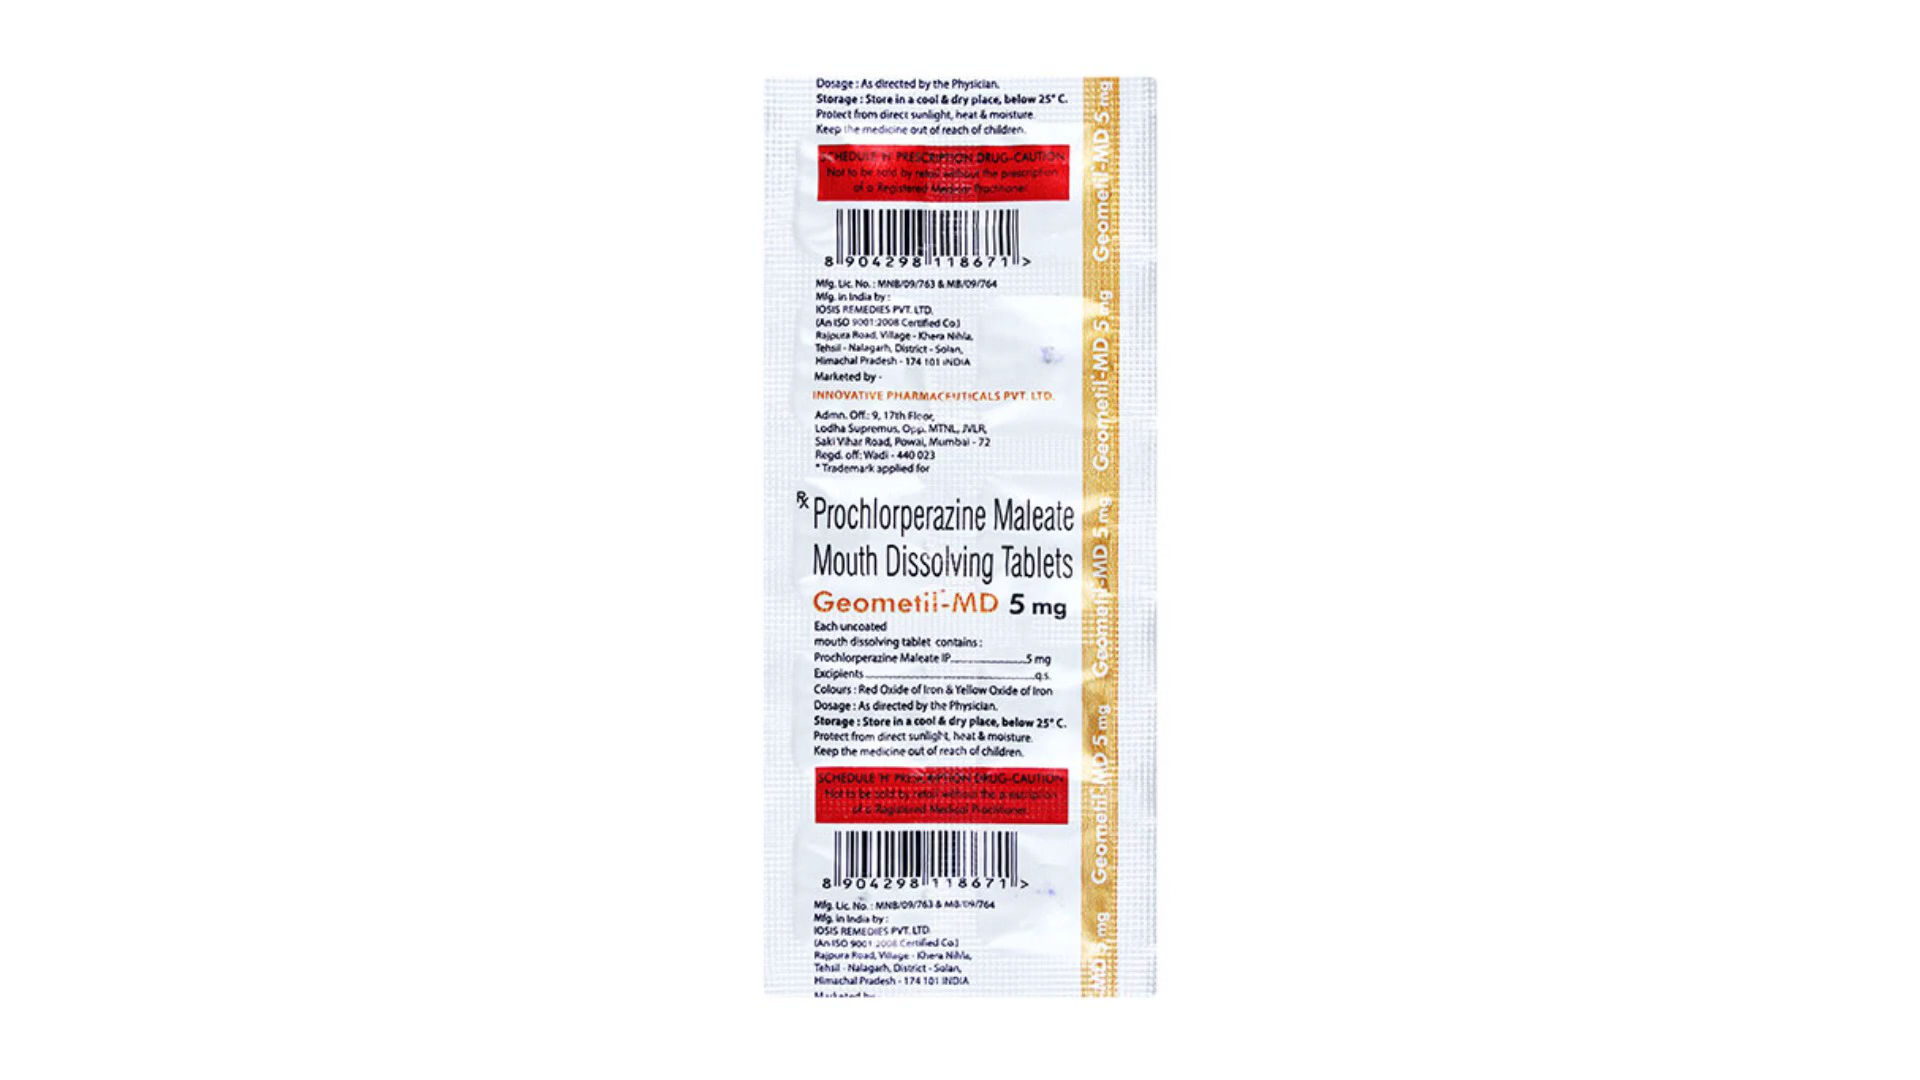 Dosage : As directed by the Physician.
Storage : Store in a cool & dry place, below 25° C.
Protect from direct sunlight, heat & moisture.
Keep the medicine out of reach of children.
SCHEDULE 'H' PRESCRIPTION DRUG-CAUTION
Not to be sold by retail without the prescription
of a Registered Medical Practitioner
8 904298 118671 >
Mfg. Lic. No. : MNB/09/763 & MB/09/764
Mfg. in India by :
IOSIS REMEDIES PVT. LTD.
(An ISO 9001:2008 Certified Co.)
Rajpura Road, Village - Khera Nihla,
Tehsil - Nalagarh, District - Solan,
Himachal Pradesh - 174 101 INDIA
Marketed by -
INNOVATIVE PHARMACEUTICALS PVT. LTD.
Admn. Off.: 9, 17th Floor,
Lodha Supremus, Opp. MTNL, JVLR,
Saki Vihar Road, Powai, Mumbai - 72
Regd. off: Wadi - 440 023
* Trademark applied for
Rx Prochlorperazine Maleate
Mouth Dissolving Tablets
Geometil*-MD 5 mg
Each uncoated
mouth dissolving tablet contains :
Prochlorperazine Maleate IP..................5 mg
Excipients..................q.s.
Colours : Red Oxide of Iron & Yellow Oxide of Iron
Dosage : As directed by the Physician.
Storage : Store in a cool & dry place, below 25° C.
Protect from direct sunlight, heat & moisture.
Keep the medicine out of reach of children.
SCHEDULE 'H' PRESCRIPTION DRUG-CAUTION
Not to be sold by retail without the prescription
of a Registered Medical Practitioner
8 904298 118671 >
Mfg. Lic. No. : MNB/09/763 & MB/09/764
Mfg. in India by :
IOSIS REMEDIES PVT. LTD.
(An ISO 9001:2008 Certified Co.)
Rajpura Road, Village - Khera Nihla,
Tehsil - Nalagarh, District - Solan,
Himachal Pradesh - 174 101 INDIA
Marketed by -
Geometil*-MD 5 mg
Geometil*-MD 5 mg
Geometil*-MD 5 mg
Geometil*-MD 5 mg
-MD 5 mg